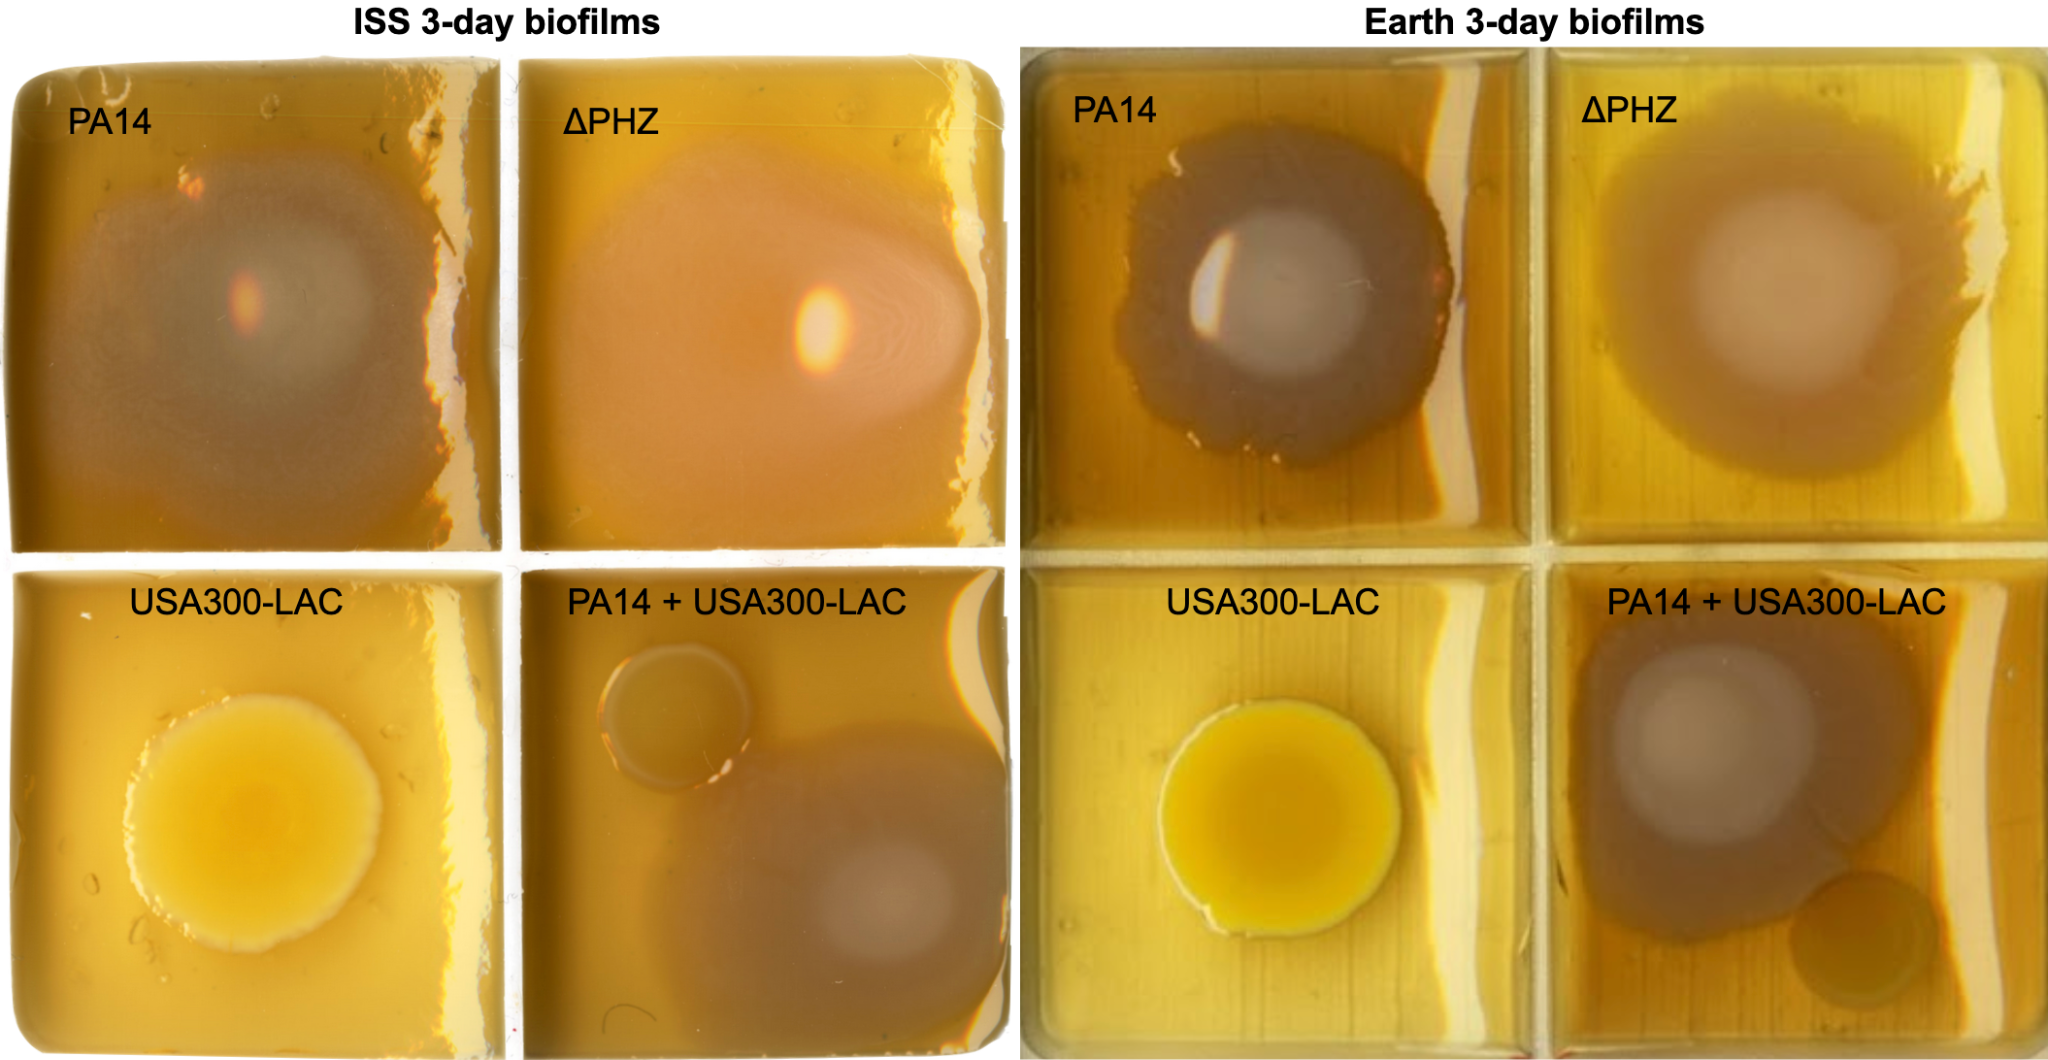 ISS 3-day biofilms
Earth 3-day biofilms
PA14
ΔPHZ
PA14
ΔPHZ
USA300-LAC
PA14 + USA300-LAC
USA300-LAC
PA14 + USA300-LAC